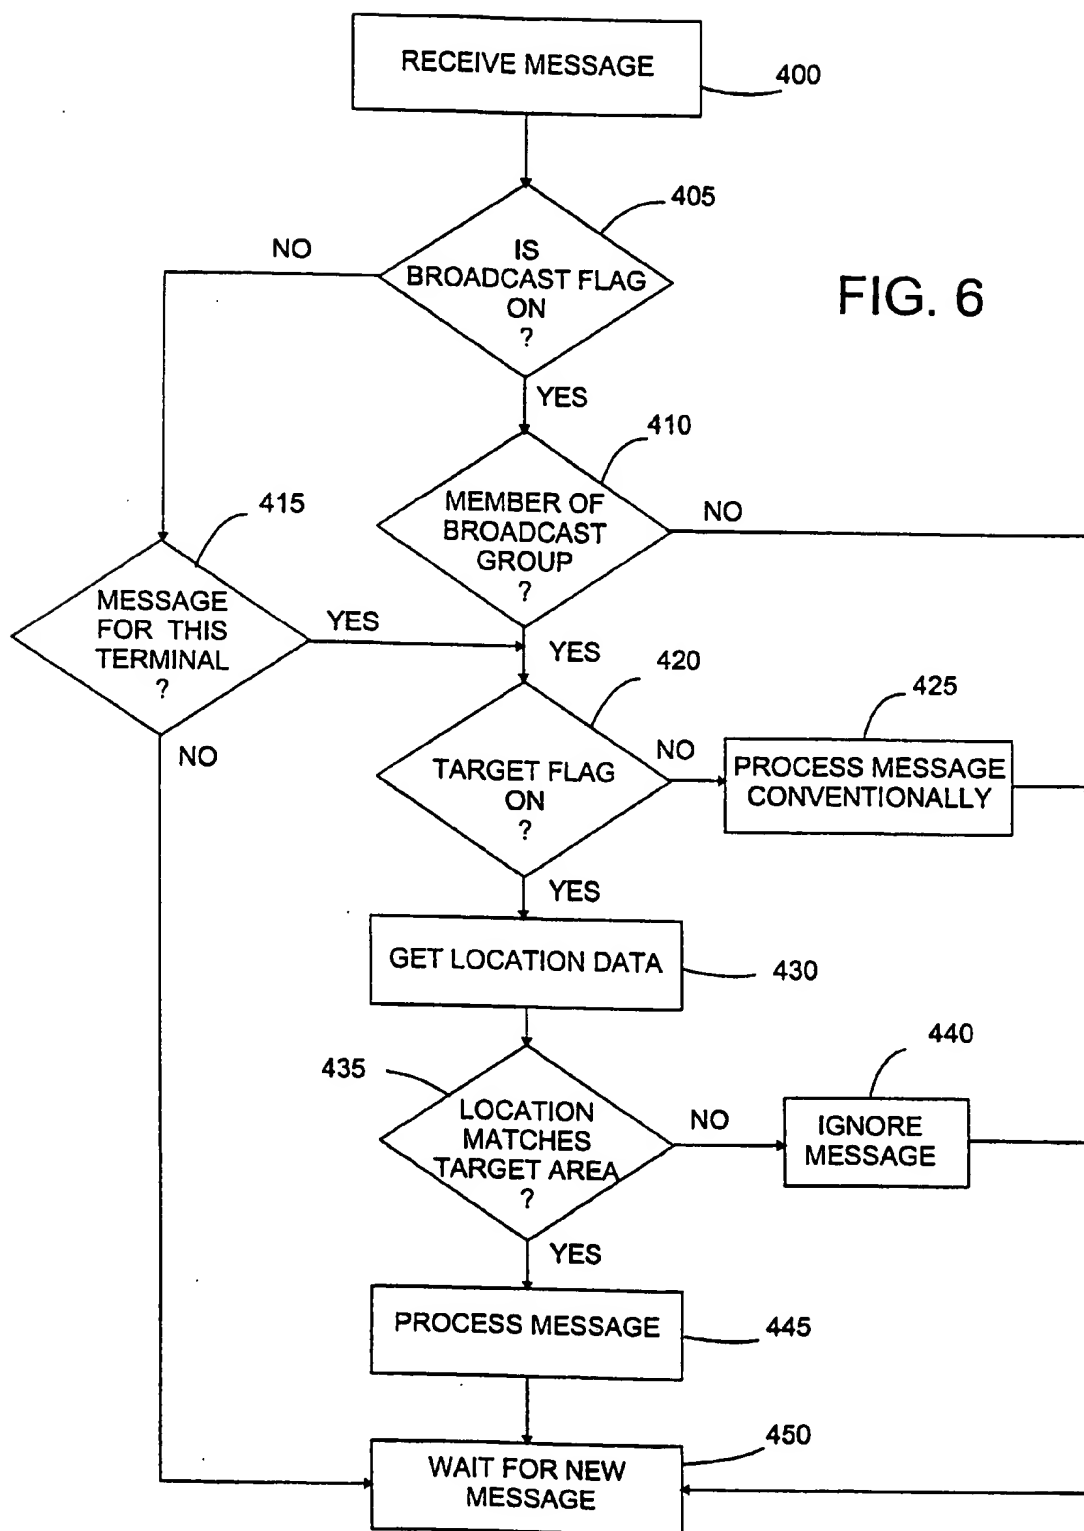 RECEIVE MESSAGE
400
405
NO
IS
BROADCAST FLAG
ON
?
FIG. 6
YES
410
415
MEMBER OF
BROADCAST
GROUP
?
NO
MESSAGE
FOR THIS
TERMINAL
?
YES
YES
420
425
NO
TARGET FLAG
ON
?
NO
PROCESS MESSAGE
CONVENTIONALLY
YES
GET LOCATION DATA
430
435
440
LOCATION
MATCHES
TARGET AREA
?
NO
IGNORE
MESSAGE
YES
PROCESS MESSAGE
445
450
WAIT FOR NEW
MESSAGE